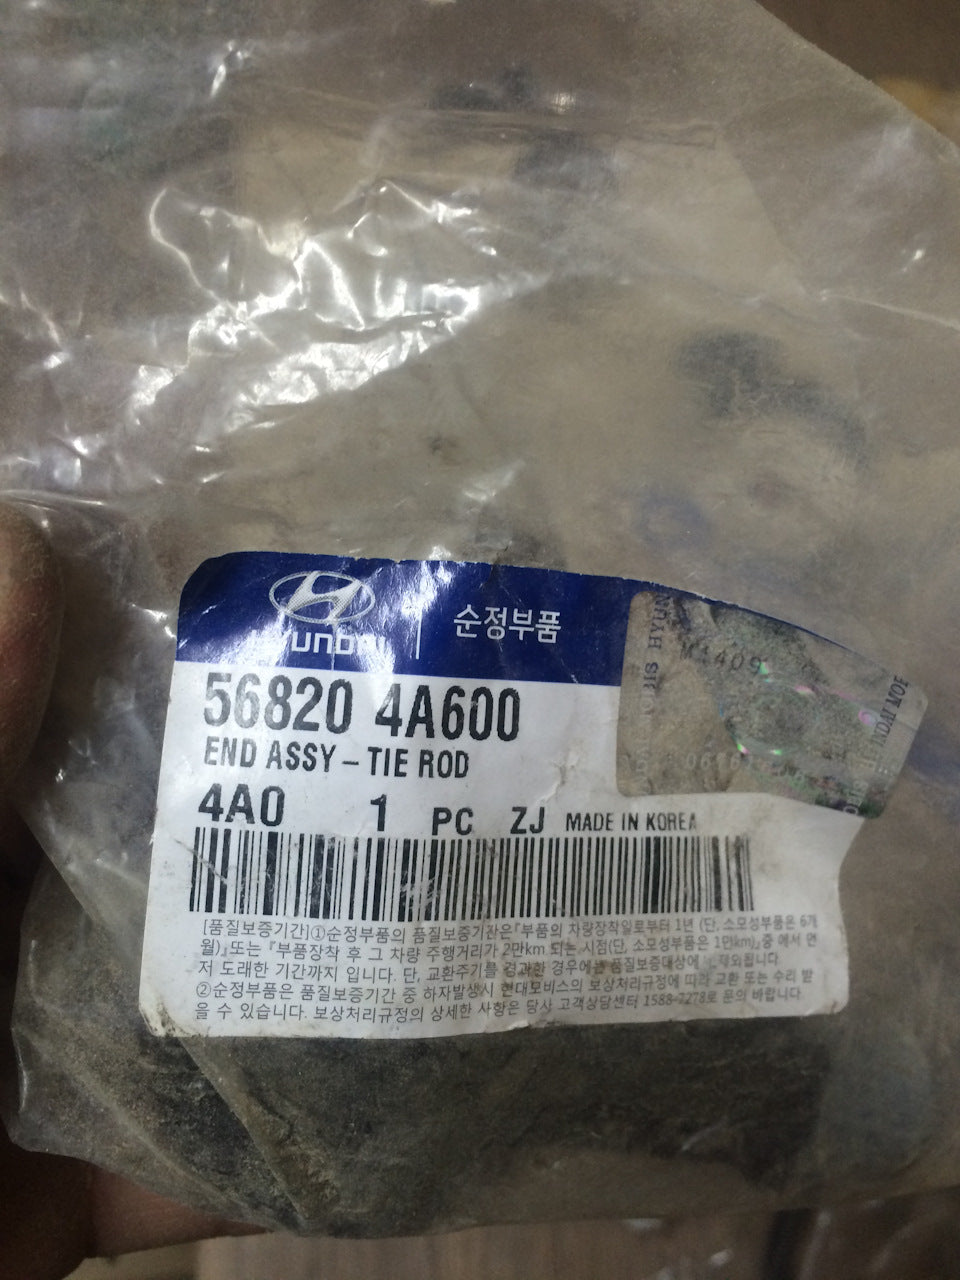 HYUNDAI
순정부품
M1409
56820 4A600
END ASSY - TIE ROD
4A0 1 PC ZJ MADE IN KOREA
[품질보증기간]①순정부품의 품질보증기간은『부품의 차량장착일로부터 1년 (단, 소모성부품은 6개
월)』또는 『부품장착 후 그 차량 주행거리가 2만km 되는 시점(단, 소모성부품은 1만km)』중 에서 먼
저 도래한 기간까지 입니다. 단, 교환주기를 경과한 경우에는 품질보증대상에서 제외됩니다.
②순정부품은 품질보증기간 중 하자발생시 현대모비스의 보상처리규정에 따라 교환 또는 수리 받
을 수 있습니다. 보상처리규정의 상세한 사항은 당사 고객상담센터 1588-7278로 문의 바랍니다.